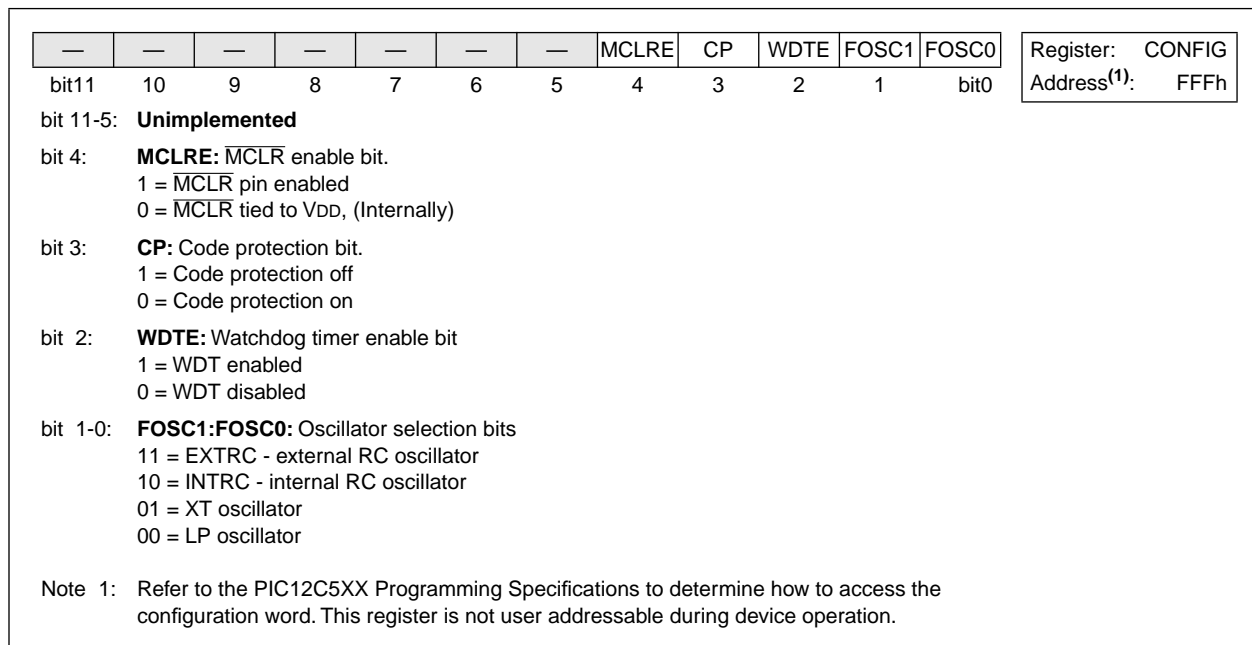 — — — — — — — MCLRE CP WDTE FOSC1 FOSC0
bit11 10 9 8 7 6 5 4 3 2 1 bit0
Register: CONFIG
Address(1): FFFh
bit 11-5: Unimplemented
bit 4: MCLRE: MCLR enable bit.
1 = MCLR pin enabled
0 = MCLR tied to VDD, (Internally)
bit 3: CP: Code protection bit.
1 = Code protection off
0 = Code protection on
bit 2: WDTE: Watchdog timer enable bit
1 = WDT enabled
0 = WDT disabled
bit 1-0: FOSC1:FOSC0: Oscillator selection bits
11 = EXTRC - external RC oscillator
10 = INTRC - internal RC oscillator
01 = XT oscillator
00 = LP oscillator
Note 1: Refer to the PIC12C5XX Programming Specifications to determine how to access the
configuration word. This register is not user addressable during device operation.